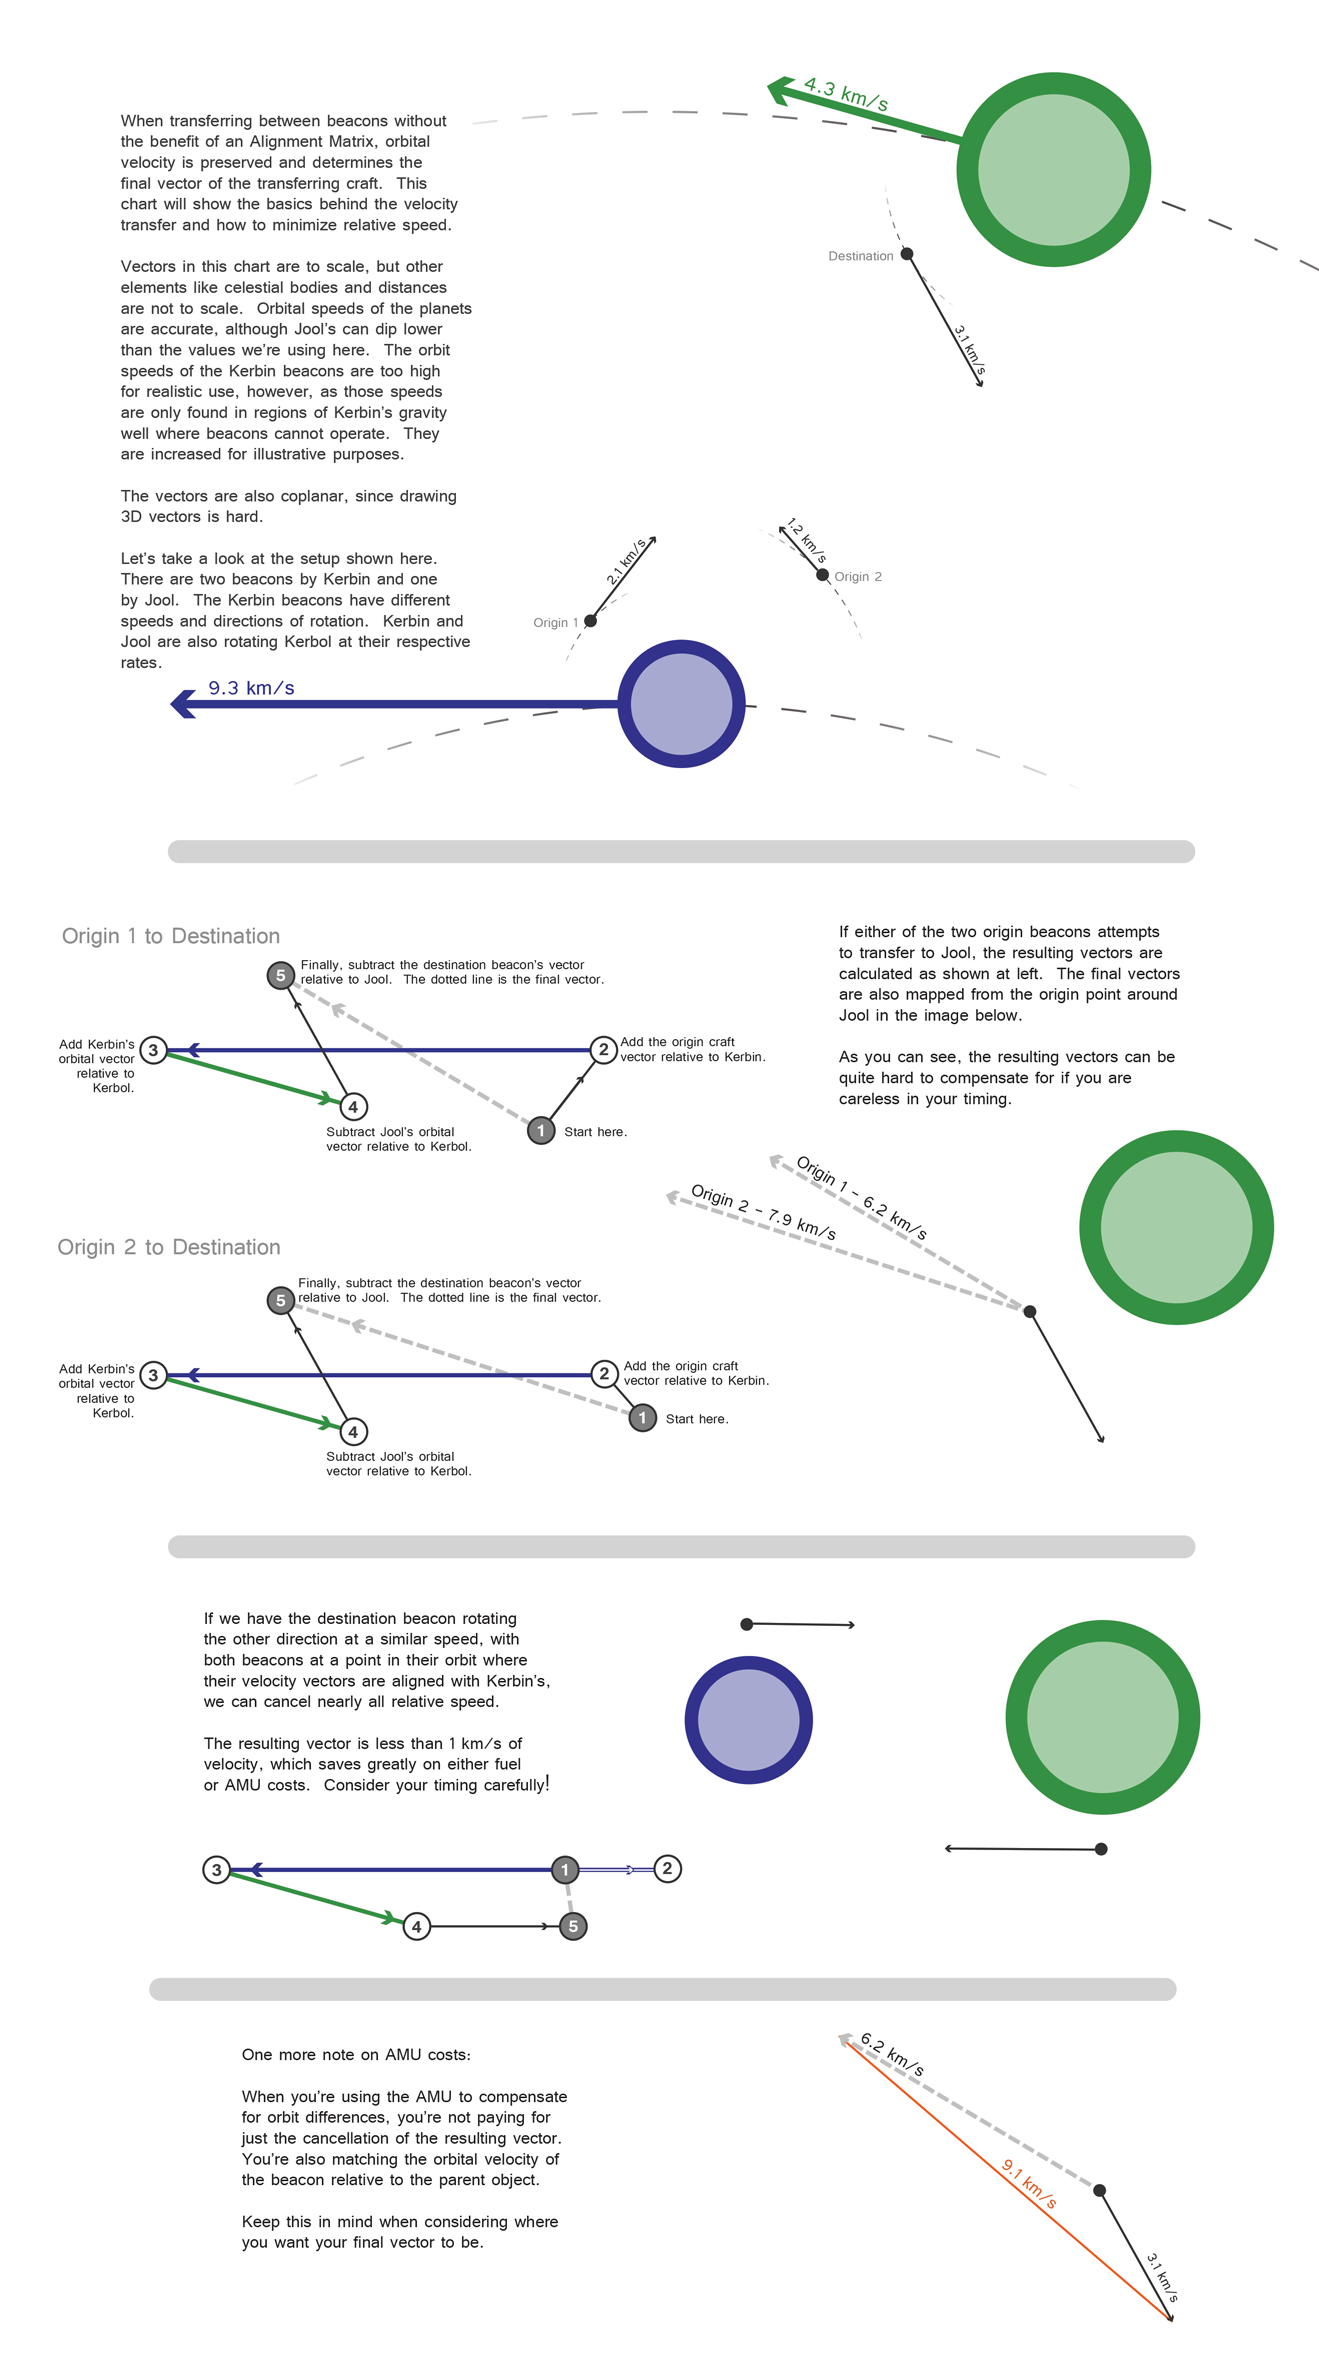 4.3 km/s
When transferring between beacons without
the benefit of an Alignment Matrix, orbital
velocity is preserved and determines the
final vector of the transferring craft.  This
chart will show the basics behind the velocity
transfer and how to minimize relative speed.
Vectors in this chart are to scale, but other
elements like celestial bodies and distances
are not to scale.  Orbital speeds of the planets
are accurate, although Jool's can dip lower
than the values we're using here.  The orbit
speeds of the Kerbin beacons are too high
for realistic use, however, as those speeds
are only found in regions of Kerbin's gravity
well where beacons cannot operate.  They
are increased for illustrative purposes.
The vectors are also coplanar, since drawing
3D vectors is hard.
Let's take a look at the setup shown here.
There are two beacons by Kerbin and one
by Jool.  The Kerbin beacons have different
speeds and directions of rotation.  Kerbin and
Jool are also rotating Kerbol at their respective
rates.
Destination
3.1 km/s
1.2 km/s
2.1 km/s
Origin 2
Origin 1
9.3 km/s
Origin 1 to Destination
5
Finally, subtract the destination beacon's vector
relative to Jool.  The dotted line is the final vector.
Add Kerbin's
orbital vector
relative to
Kerbol.
3
2
Add the origin craft
vector relative to Kerbin.
4
Subtract Jool's orbital
vector relative to Kerbol.
1
Start here.
If either of the two origin beacons attempts
to transfer to Jool, the resulting vectors are
calculated as shown at left.  The final vectors
are also mapped from the origin point around
Jool in the image below.
As you can see, the resulting vectors can be
quite hard to compensate for if you are
careless in your timing.
Origin 1 - 6.2 km/s
Origin 2 - 7.9 km/s
Origin 2 to Destination
5
Finally, subtract the destination beacon's vector
relative to Jool.  The dotted line is the final vector.
Add Kerbin's
orbital vector
relative to
Kerbol.
3
2
Add the origin craft
vector relative to Kerbin.
4
Subtract Jool's orbital
vector relative to Kerbol.
1
Start here.
If we have the destination beacon rotating
the other direction at a similar speed, with
both beacons at a point in their orbit where
their velocity vectors are aligned with Kerbin's,
we can cancel nearly all relative speed.
The resulting vector is less than 1 km/s of
velocity, which saves greatly on either fuel
or AMU costs.  Consider your timing carefully!
3
1
2
4
5
One more note on AMU costs:
When you're using the AMU to compensate
for orbit differences, you're not paying for
just the cancellation of the resulting vector.
You're also matching the orbital velocity of
the beacon relative to the parent object.
Keep this in mind when considering where
you want your final vector to be.
6.2 km/s
9.1 km/s
3.1 km/s